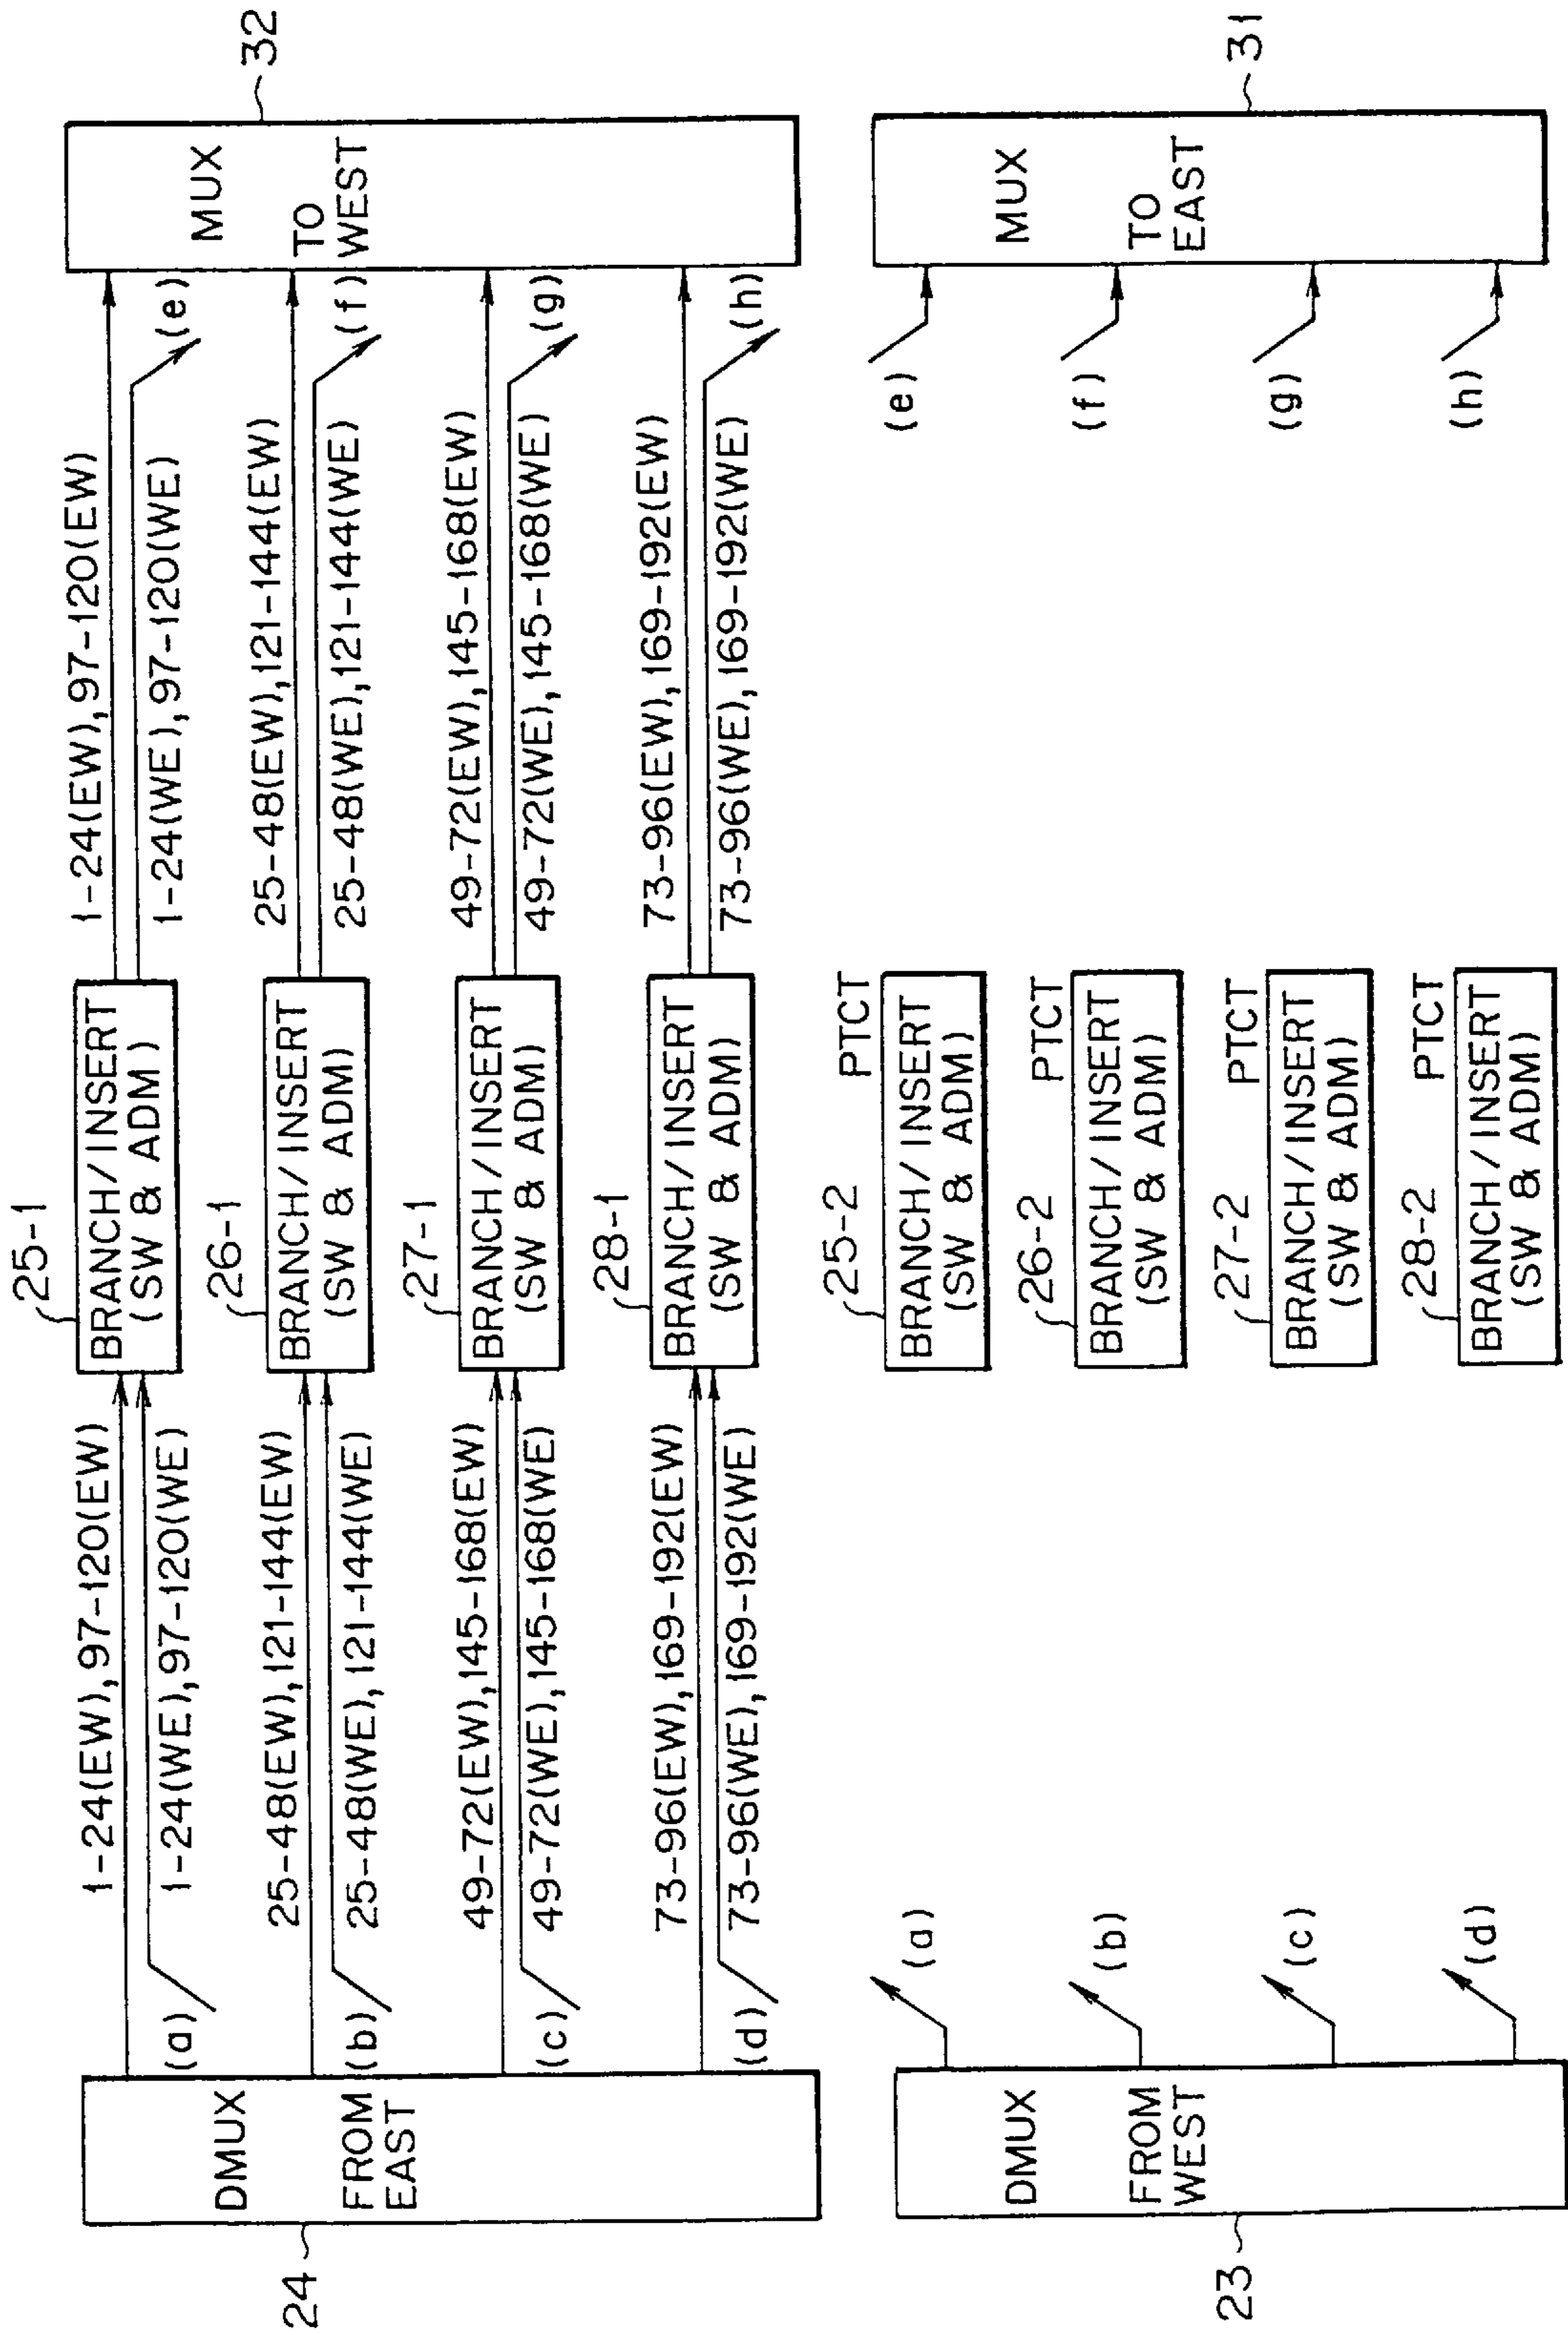 24
DMUX
FROM
EAST
1-24(EW),97-120(EW)
(a)
1-24(WE),97-120(WE)
25-1
BRANCH/INSERT
(SW & ADM)
1-24(EW),97-120(EW)
1-24(WE),97-120(WE)
(e)
25-48(EW),121-144(EW)
(b)
25-48(WE),121-144(WE)
26-1
BRANCH/INSERT
(SW & ADM)
25-48(EW),121-144(EW)
25-48(WE),121-144(WE)
(f)
49-72(EW),145-168(EW)
(c)
49-72(WE),145-168(WE)
27-1
BRANCH/INSERT
(SW & ADM)
49-72(EW),145-168(EW)
49-72(WE),145-168(WE)
(g)
73-96(EW),169-192(EW)
(d)
73-96(WE),169-192(WE)
28-1
BRANCH/INSERT
(SW & ADM)
73-96(EW),169-192(EW)
73-96(WE),169-192(WE)
(h)
MUX
TO
WEST
32
23
DMUX
FROM
WEST
(a)
(b)
(c)
(d)
25-2
PTCT
BRANCH/INSERT
(SW & ADM)
26-2
PTCT
BRANCH/INSERT
(SW & ADM)
27-2
PTCT
BRANCH/INSERT
(SW & ADM)
28-2
PTCT
BRANCH/INSERT
(SW & ADM)
(e)
(f)
(g)
(h)
MUX
TO
EAST
31